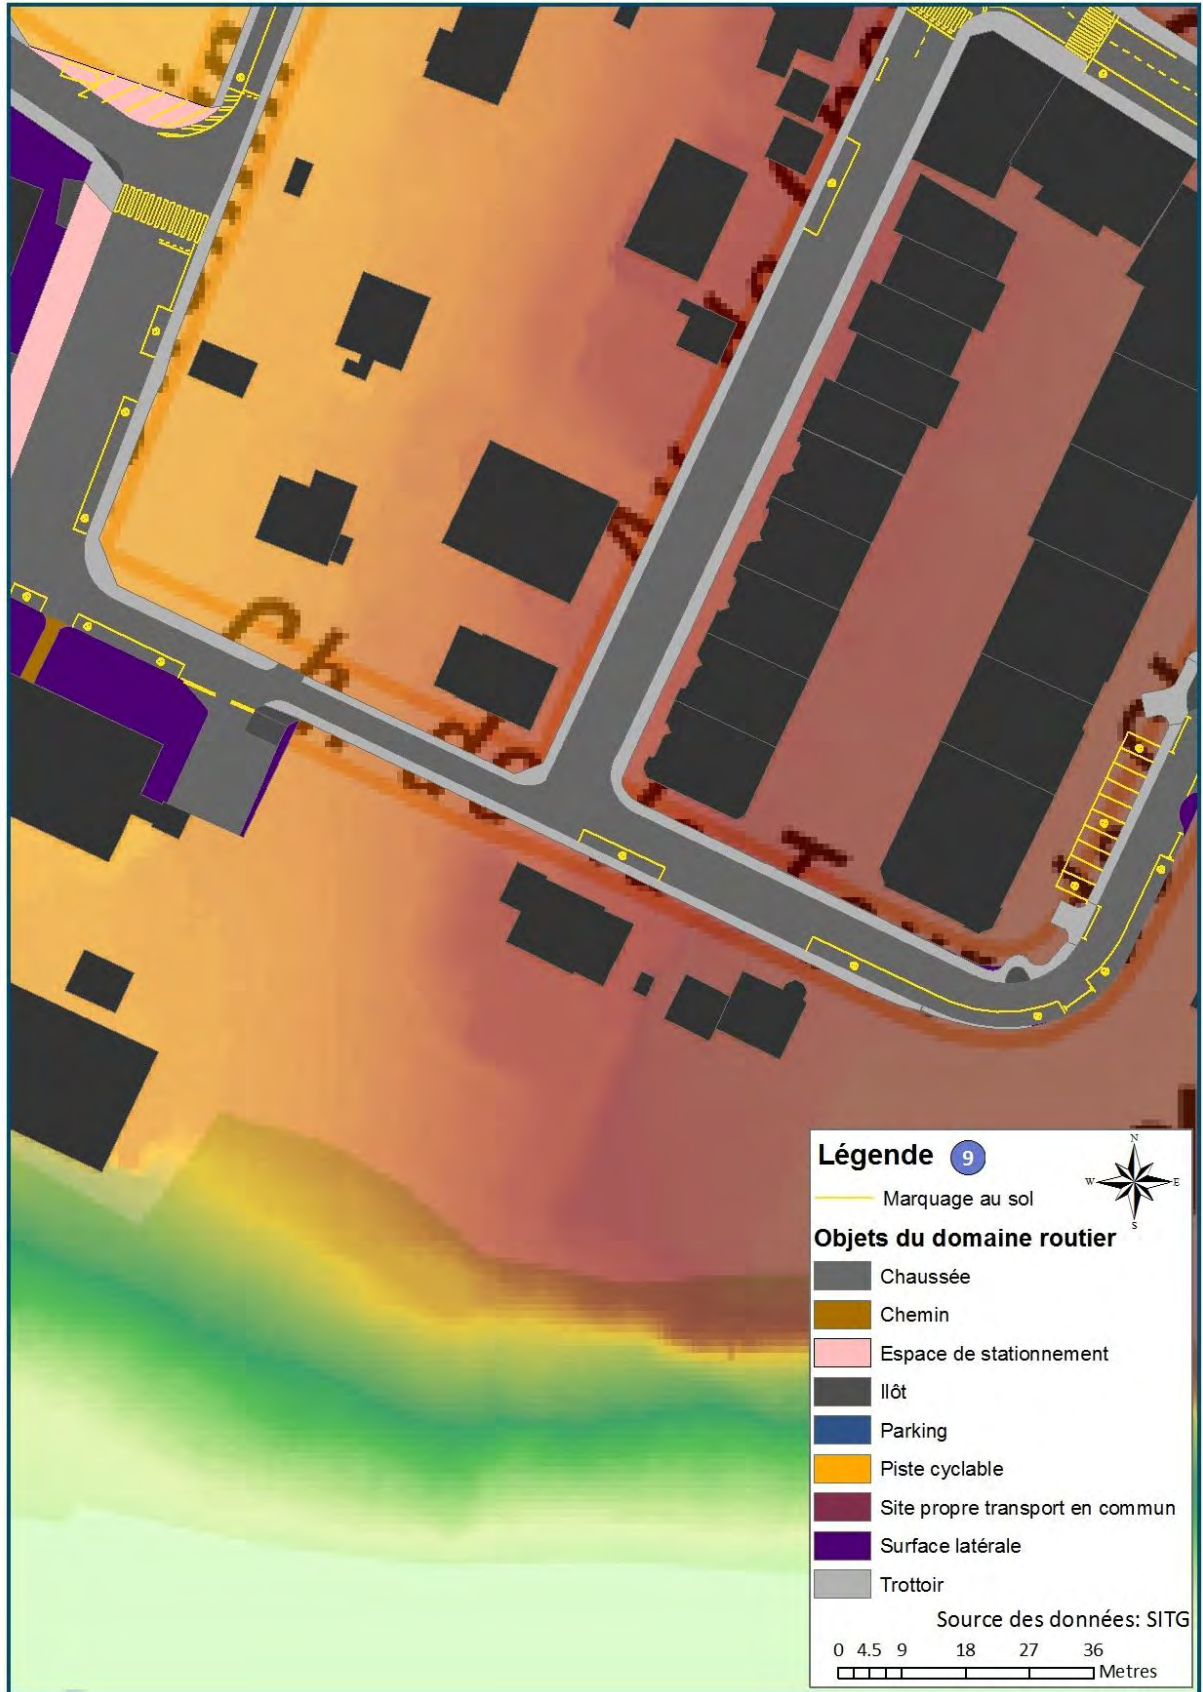 Légende 9
N
W E
S
Marquage au sol
Objets du domaine routier
Chaussée
Chemin
Espace de stationnement
Ilôt
Parking
Piste cyclable
Site propre transport en commun
Surface latérale
Trottoir
Source des données: SITG
0 4.5 9 18 27 36
Metres